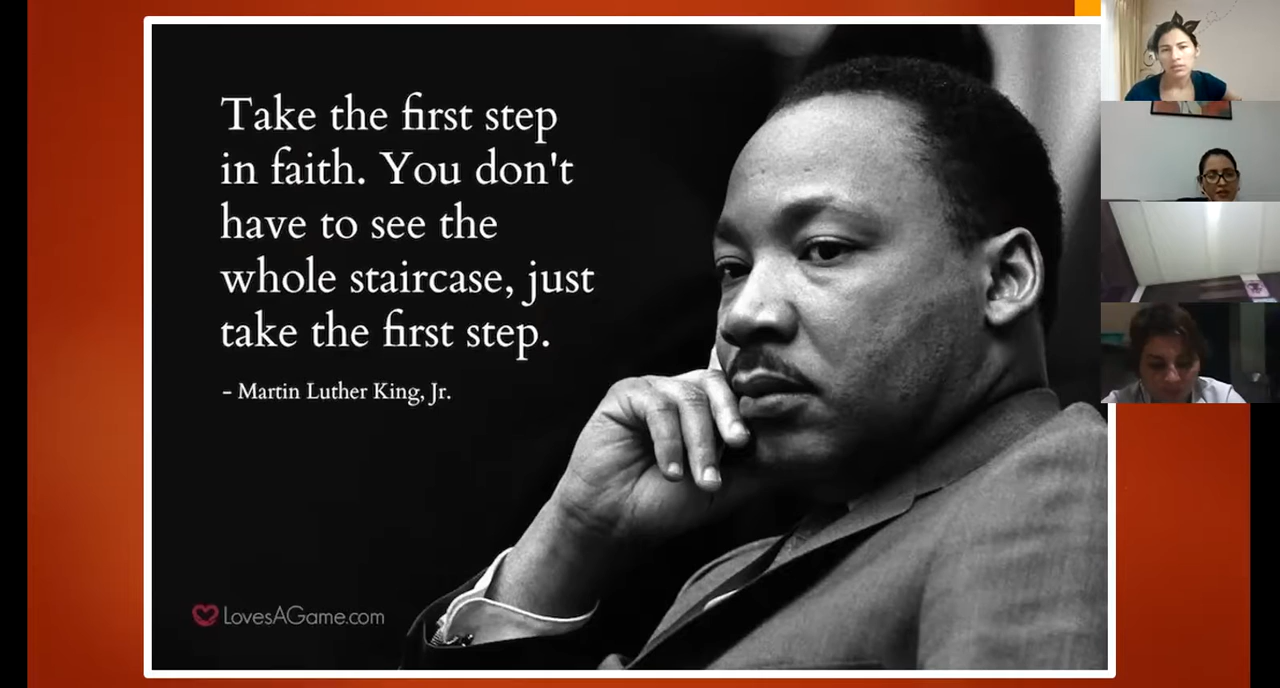 Take the first step
in faith. You don't
have to see the
whole staircase, just
take the first step.
- Martin Luther King, Jr.
LovesAGame.com